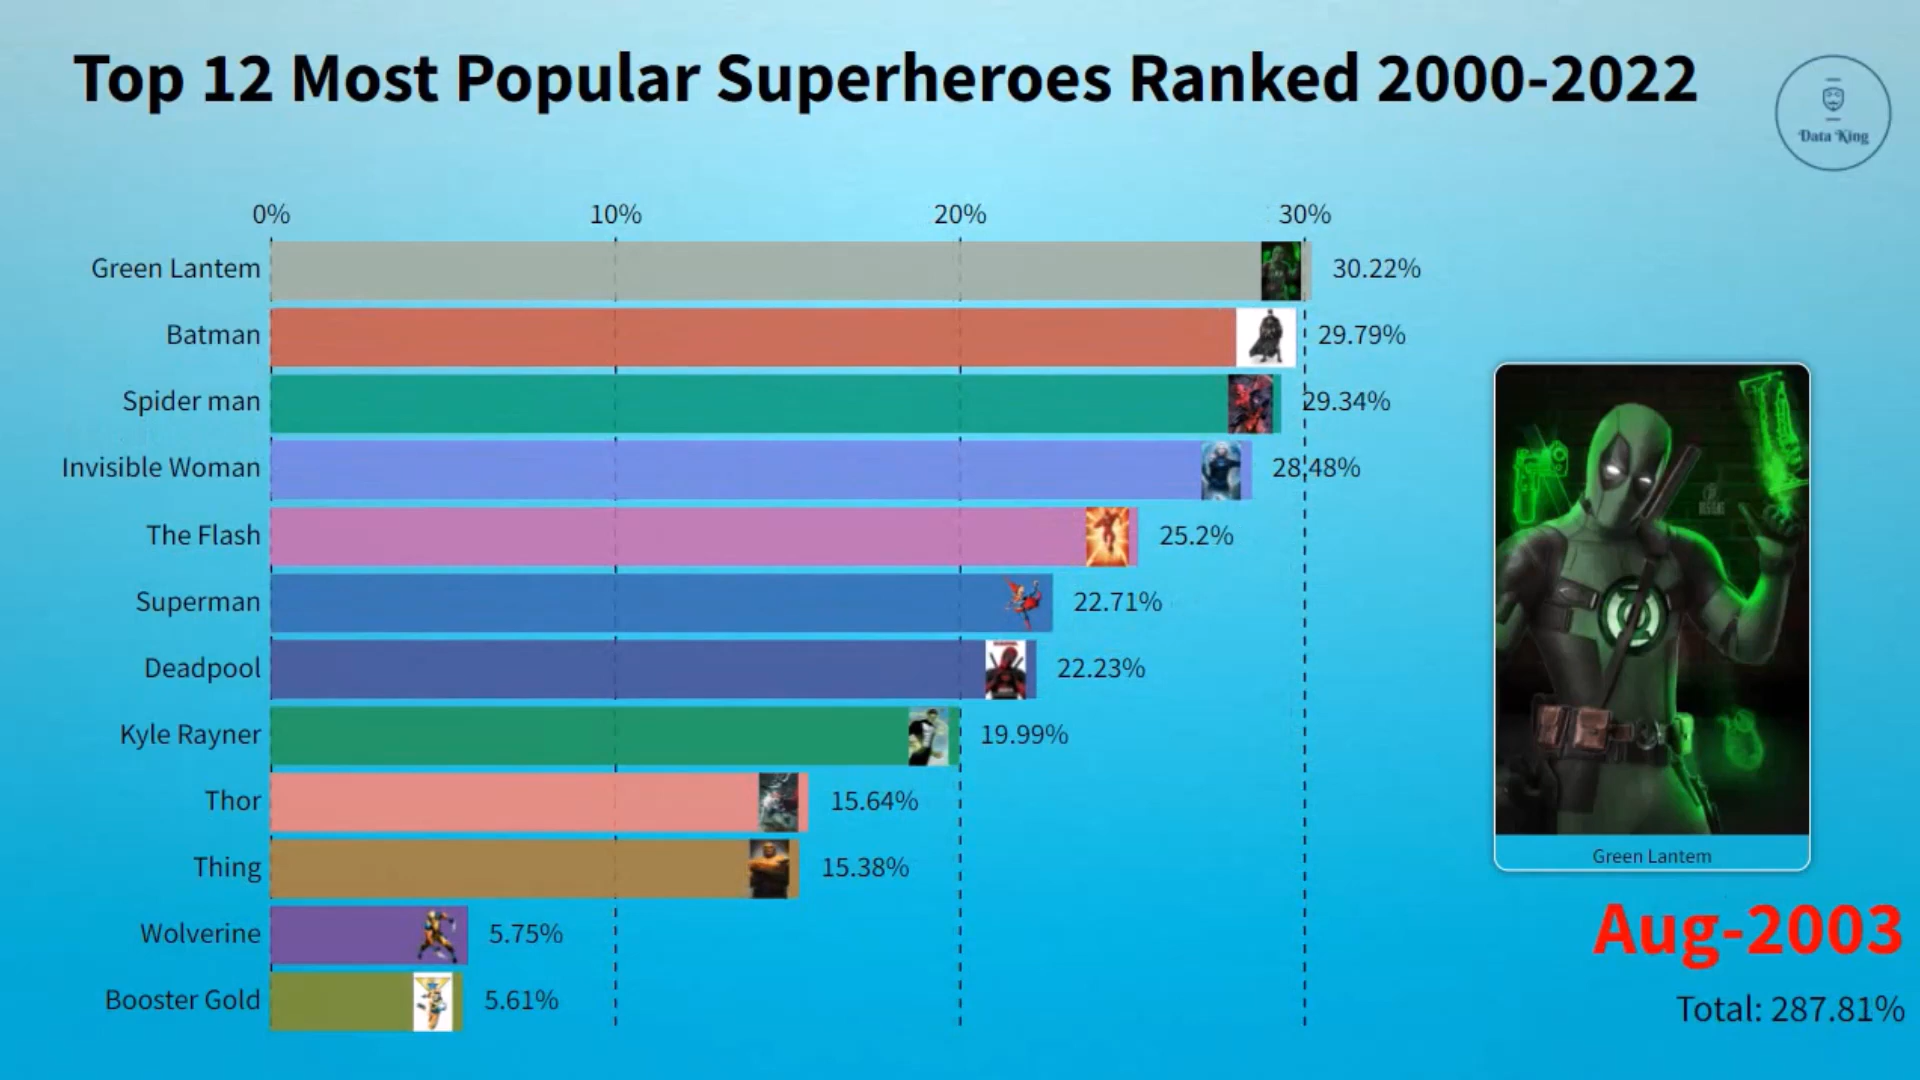 Top 12 Most Popular Superheroes Ranked 2000-2022
Data King
0% 10% 20% 30%
Green Lantem 30.22%
Batman 29.79%
Spider man 29.34%
Invisible Woman 28.48%
The Flash 25.2%
Superman 22.71%
Deadpool 22.23%
Kyle Rayner 19.99%
Thor 15.64%
Thing 15.38%
Wolverine 5.75%
Booster Gold 5.61%
Green Lantem
Aug-2003
Total: 287.81%